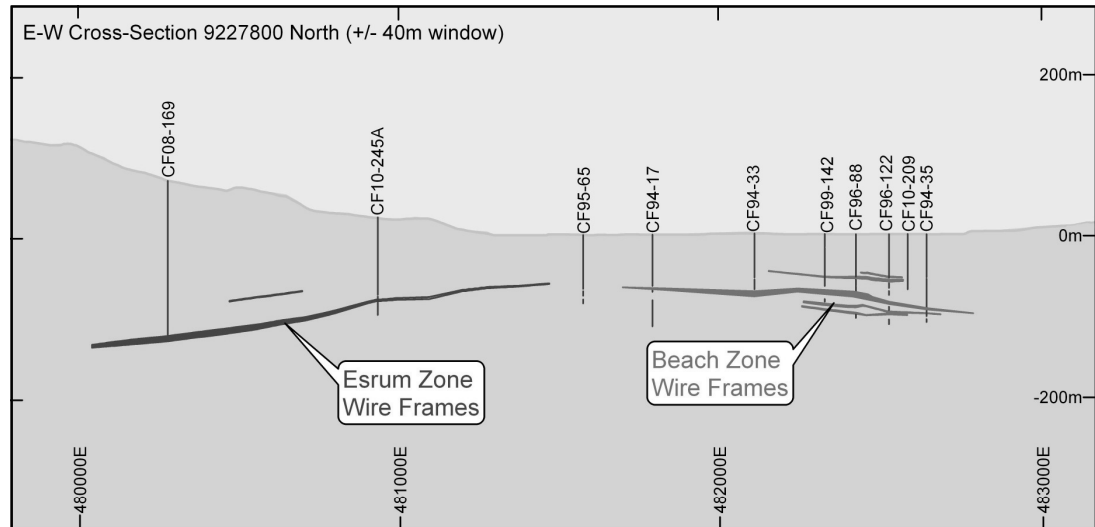 E-W Cross-Section 9227800 North (+/- 40m window)
200m
CF08-169
CF10-245A
CF95-65
CF94-17
CF94-33
CF99-142
CF96-88
CF96-122
CF10-209
CF94-35
0m
Esrum Zone
Wire Frames
Beach Zone
Wire Frames
-200m
480000E
481000E
482000E
483000E